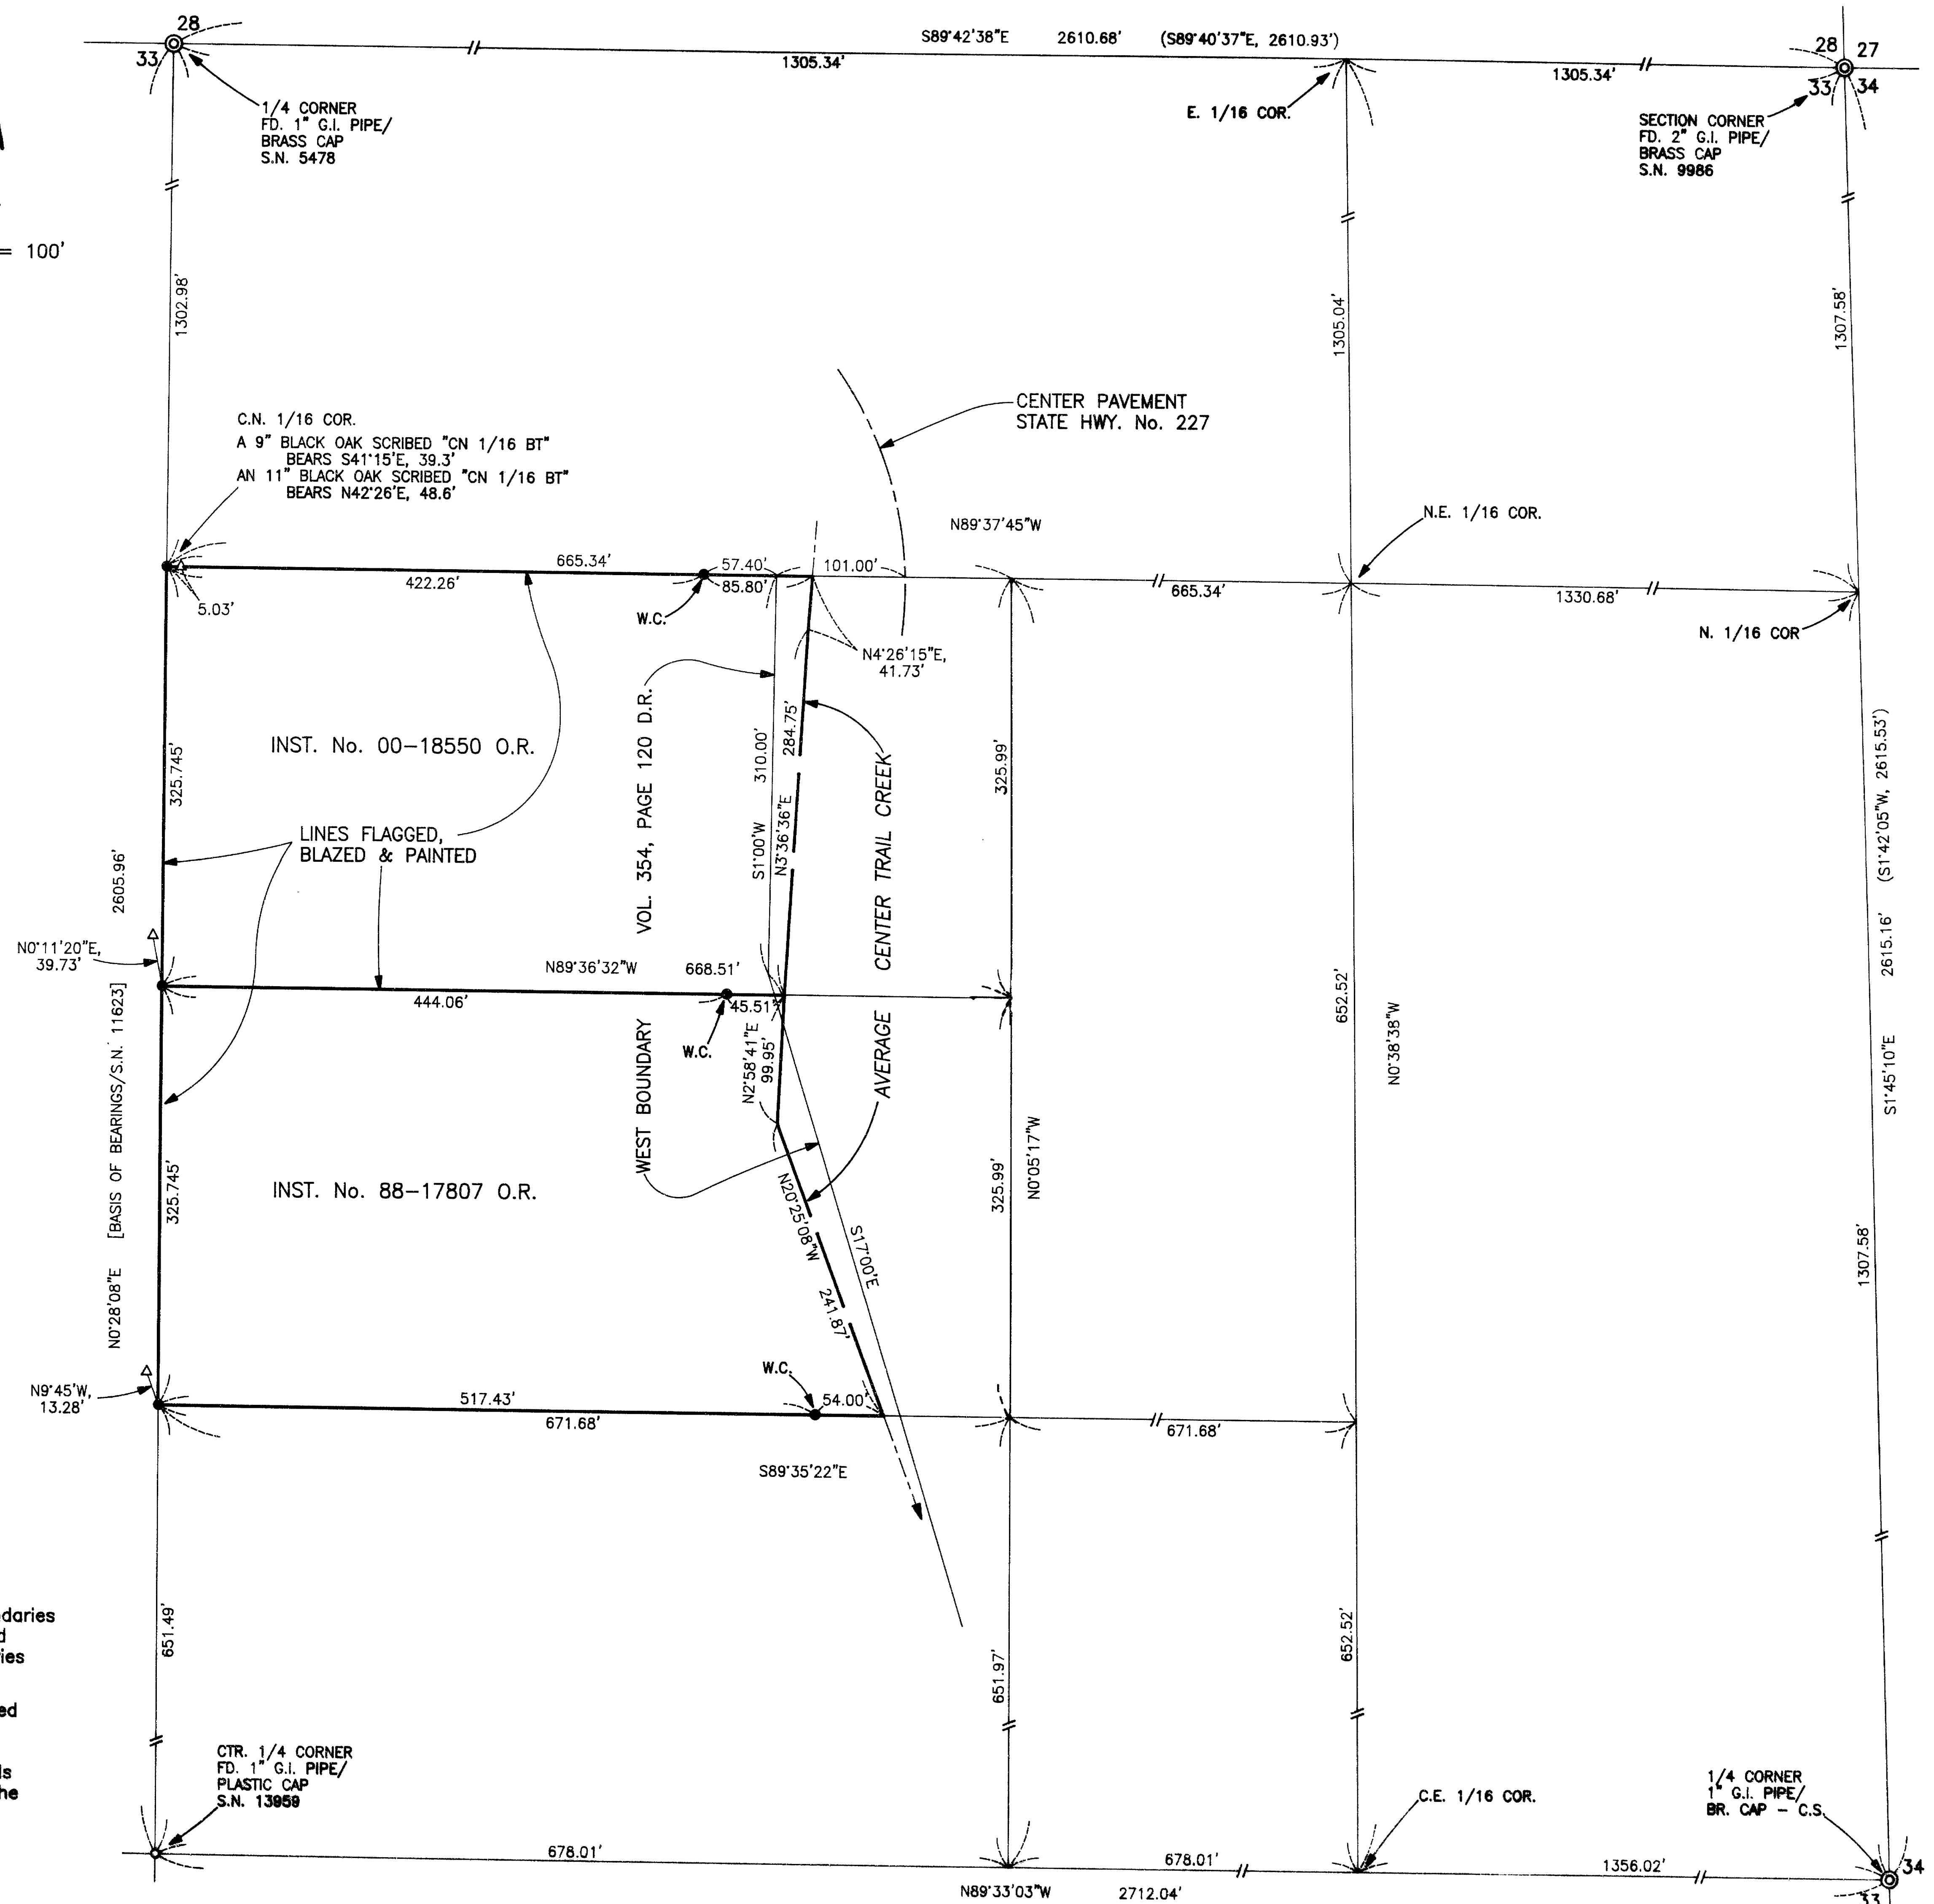 28
33
S89°42'38"E 2610.68' (S89°40'37"E, 2610.93')
1305.34'
1305.34'
28 27
33 34
1/4 CORNER
FD. 1" G.I. PIPE/
BRASS CAP
S.N. 5478
E. 1/16 COR.
SECTION CORNER
FD. 2" G.I. PIPE/
BRASS CAP
S.N. 9986
= 100'
1302.98'
1305.04'
1307.58'
CENTER PAVEMENT
STATE HWY. No. 227
C.N. 1/16 COR.
A 9" BLACK OAK SCRIBED "CN 1/16 BT"
BEARS S41°15'E, 39.3'
AN 11" BLACK OAK SCRIBED "CN 1/16 BT"
BEARS N42°26'E, 48.6'
N89°37'45"W
N.E. 1/16 COR.
665.34'
57.40'
101.00'
422.26'
85.80'
665.34'
1330.68'
5.03'
W.C.
N. 1/16 COR
N4°26'15"E,
41.73'
INST. No. 00-18550 O.R.
325.745'
WEST BOUNDARY VOL. 354, PAGE 120 D.R.
S1°00'W 310.00'
N3°36'36"E 284.75'
AVERAGE CENTER TRAIL CREEK
325.99'
LINES FLAGGED,
BLAZED & PAINTED
N0°28'08"E [BASIS OF BEARINGS/S.N. 11623] 2605.96'
S1°45'10"E 2615.16' (S1°42'05"W, 2615.53')
N0°11'20"E,
39.73'
N89°36'32"W 668.51'
444.06'
45.51'
W.C.
N2°58'41"E
99.95'
652.52'
N0°38'38"W
N0°05'17"W
INST. No. 88-17807 O.R.
325.745'
325.99'
N20°25'08"W 241.87'
S17°00'E
1307.58'
N9°45'W,
13.28'
W.C.
517.43'
54.00'
671.68'
671.68'
S89°35'22"E
daries
d
ies
ed
ls
he
651.49'
651.97'
652.52'
CTR. 1/4 CORNER
FD. 1" G.I. PIPE/
PLASTIC CAP
S.N. 13959
C.E. 1/16 COR.
1/4 CORNER
1" G.I. PIPE/
BR. CAP - C.S.
678.01'
678.01'
1356.02'
34
33
N89°33'03"W 2712.04'